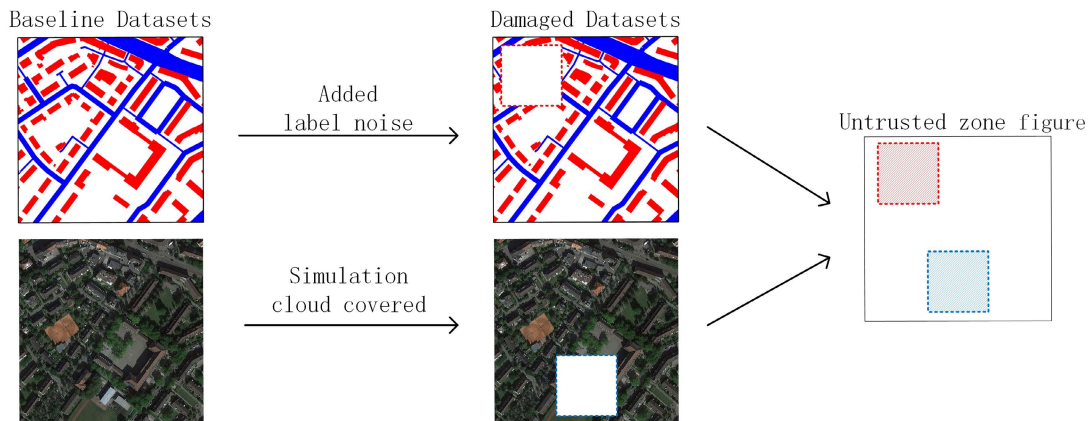 Baseline Datasets
Damaged Datasets
Added
label noise
Untrusted zone figure
Simulation
cloud covered